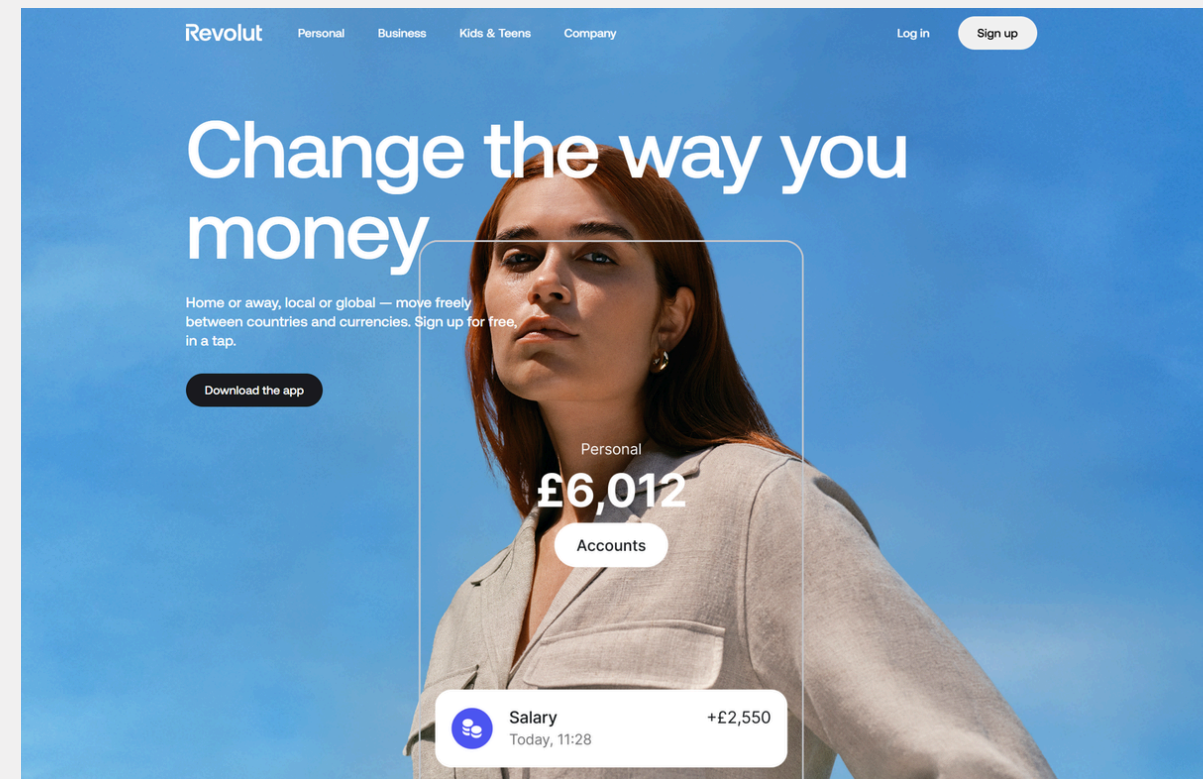 Revolut Personal Business Kids & Teens Company Log in Sign up
Change the way you
money
Home or away, local or global — move freely
between countries and currencies. Sign up for free,
in a tap.
Download the app
Personal
£6,012
Accounts
Salary +£2,550
Today, 11:28